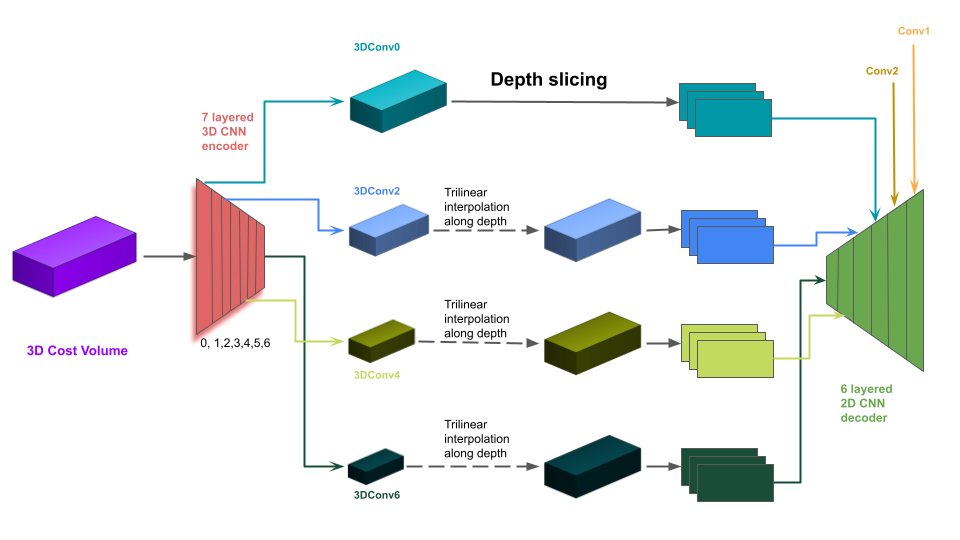 Conv1
3DConv0
Conv2
Depth slicing
7 layered
3D CNN
encoder
3DConv2
Trilinear
interpolation
along depth
Trilinear
interpolation
along depth
3D Cost Volume
0, 1,2,3,4,5,6
3DConv4
6 layered
2D CNN
decoder
Trilinear
interpolation
along depth
3DConv6